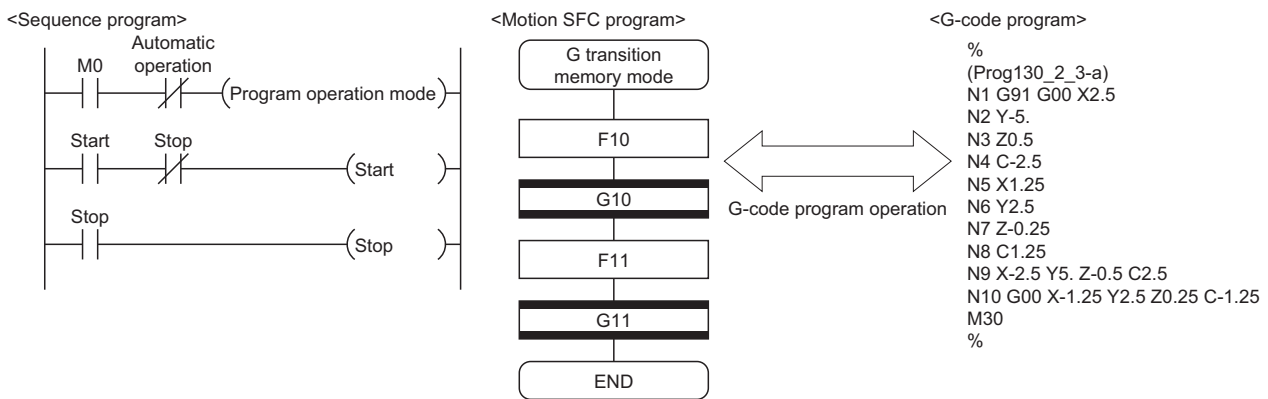 <Sequence program>
M0
Automatic
operation
Program operation mode
Start
Stop
Start
Stop
Stop
<Motion SFC program>
G transition
memory mode
F10
G10
F11
G11
END
G-code program operation
<G-code program>
%
(Prog130_2_3-a)
N1 G91 G00 X2.5
N2 Y-5.
N3 Z0.5
N4 C-2.5
N5 X1.25
N6 Y2.5
N7 Z-0.25
N8 C1.25
N9 X-2.5 Y5. Z-0.5 C2.5
N10 G00 X-1.25 Y2.5 Z0.25 C-1.25
M30
%